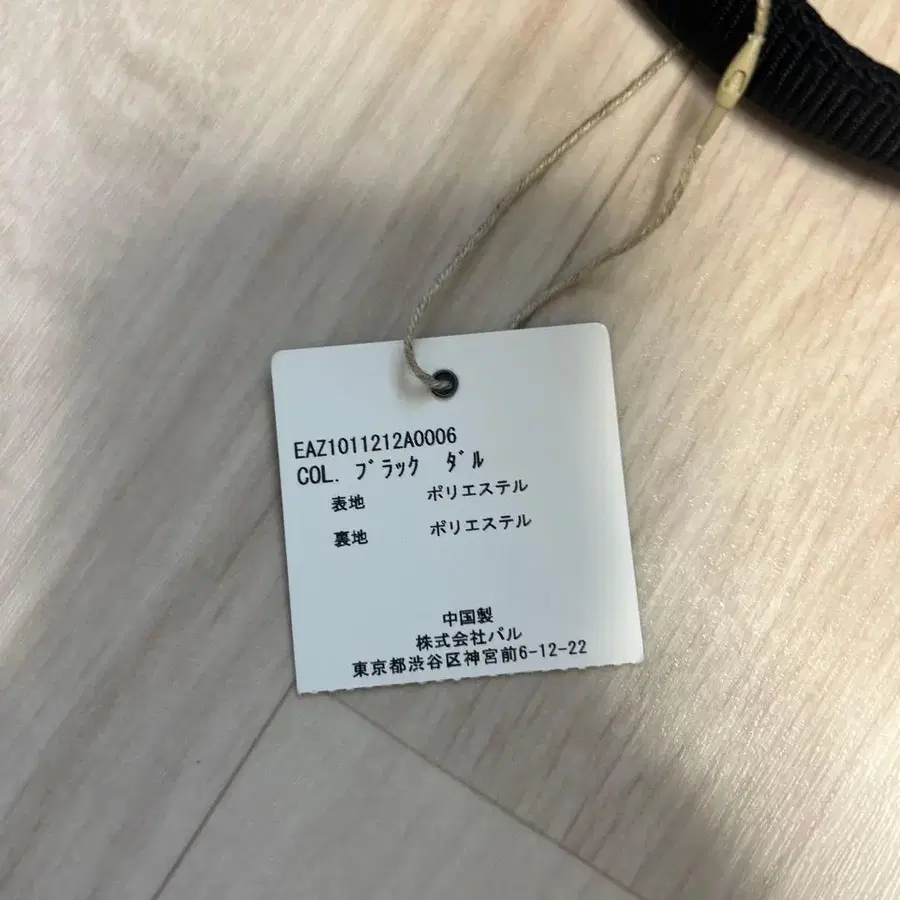 EAZ1011212A0006
COL. ﾌﾞﾗｯｸ ﾀﾞﾙ
表地 ポリエステル
裏地 ポリエステル
中国製
株式会社パル
東京都渋谷区神宮前6-12-22